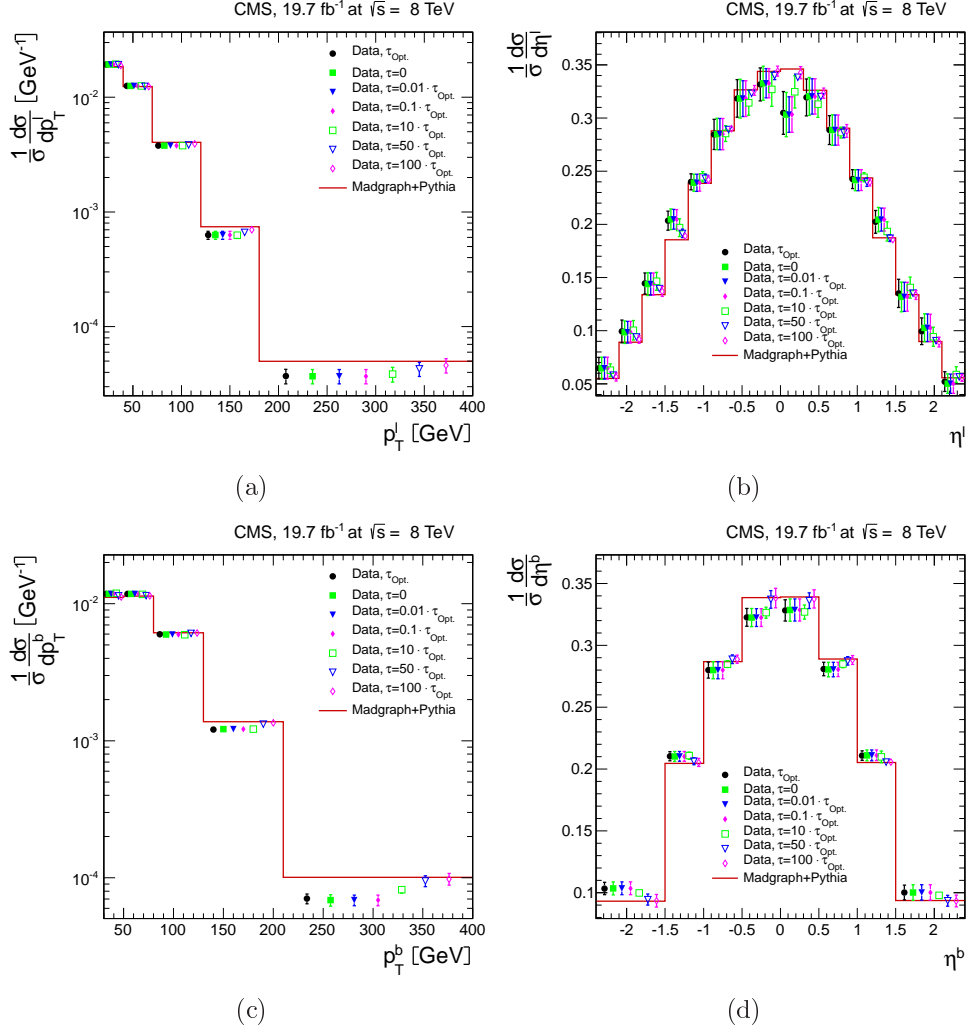 CMS, 19.7 fb⁻¹ at √s = 8 TeV
1/σ dσ/dp_T [GeV⁻¹]
Data, τ_Opt.
Data, τ=0
Data, τ=0.01 · τ_Opt.
Data, τ=0.1 · τ_Opt.
Data, τ=10 · τ_Opt.
Data, τ=50 · τ_Opt.
Data, τ=100 · τ_Opt.
Madgraph+Pythia
10⁻²
10⁻³
10⁻⁴
50 100 150 200 250 300 350 400
p_T^l [GeV]
(a)
CMS, 19.7 fb⁻¹ at √s = 8 TeV
1/σ dσ/dη^l
0.35
0.3
0.25
0.2
0.15
0.1
0.05
Data, τ_Opt.
Data, τ=0
Data, τ=0.01 · τ_Opt.
Data, τ=0.1 · τ_Opt.
Data, τ=10 · τ_Opt.
Data, τ=50 · τ_Opt.
Data, τ=100 · τ_Opt.
Madgraph+Pythia
-2 -1.5 -1 -0.5 0 0.5 1 1.5 2
η^l
(b)
CMS, 19.7 fb⁻¹ at √s = 8 TeV
1/σ dσ/dp_T^b [GeV⁻¹]
Data, τ_Opt.
Data, τ=0
Data, τ=0.01 · τ_Opt.
Data, τ=0.1 · τ_Opt.
Data, τ=10 · τ_Opt.
Data, τ=50 · τ_Opt.
Data, τ=100 · τ_Opt.
Madgraph+Pythia
10⁻²
10⁻³
10⁻⁴
50 100 150 200 250 300 350 400
p_T^b [GeV]
(c)
CMS, 19.7 fb⁻¹ at √s = 8 TeV
1/σ dσ/dη^b
0.35
0.3
0.25
0.2
0.15
0.1
Data, τ_Opt.
Data, τ=0
Data, τ=0.01 · τ_Opt.
Data, τ=0.1 · τ_Opt.
Data, τ=10 · τ_Opt.
Data, τ=50 · τ_Opt.
Data, τ=100 · τ_Opt.
Madgraph+Pythia
-2 -1.5 -1 -0.5 0 0.5 1 1.5 2
η^b
(d)